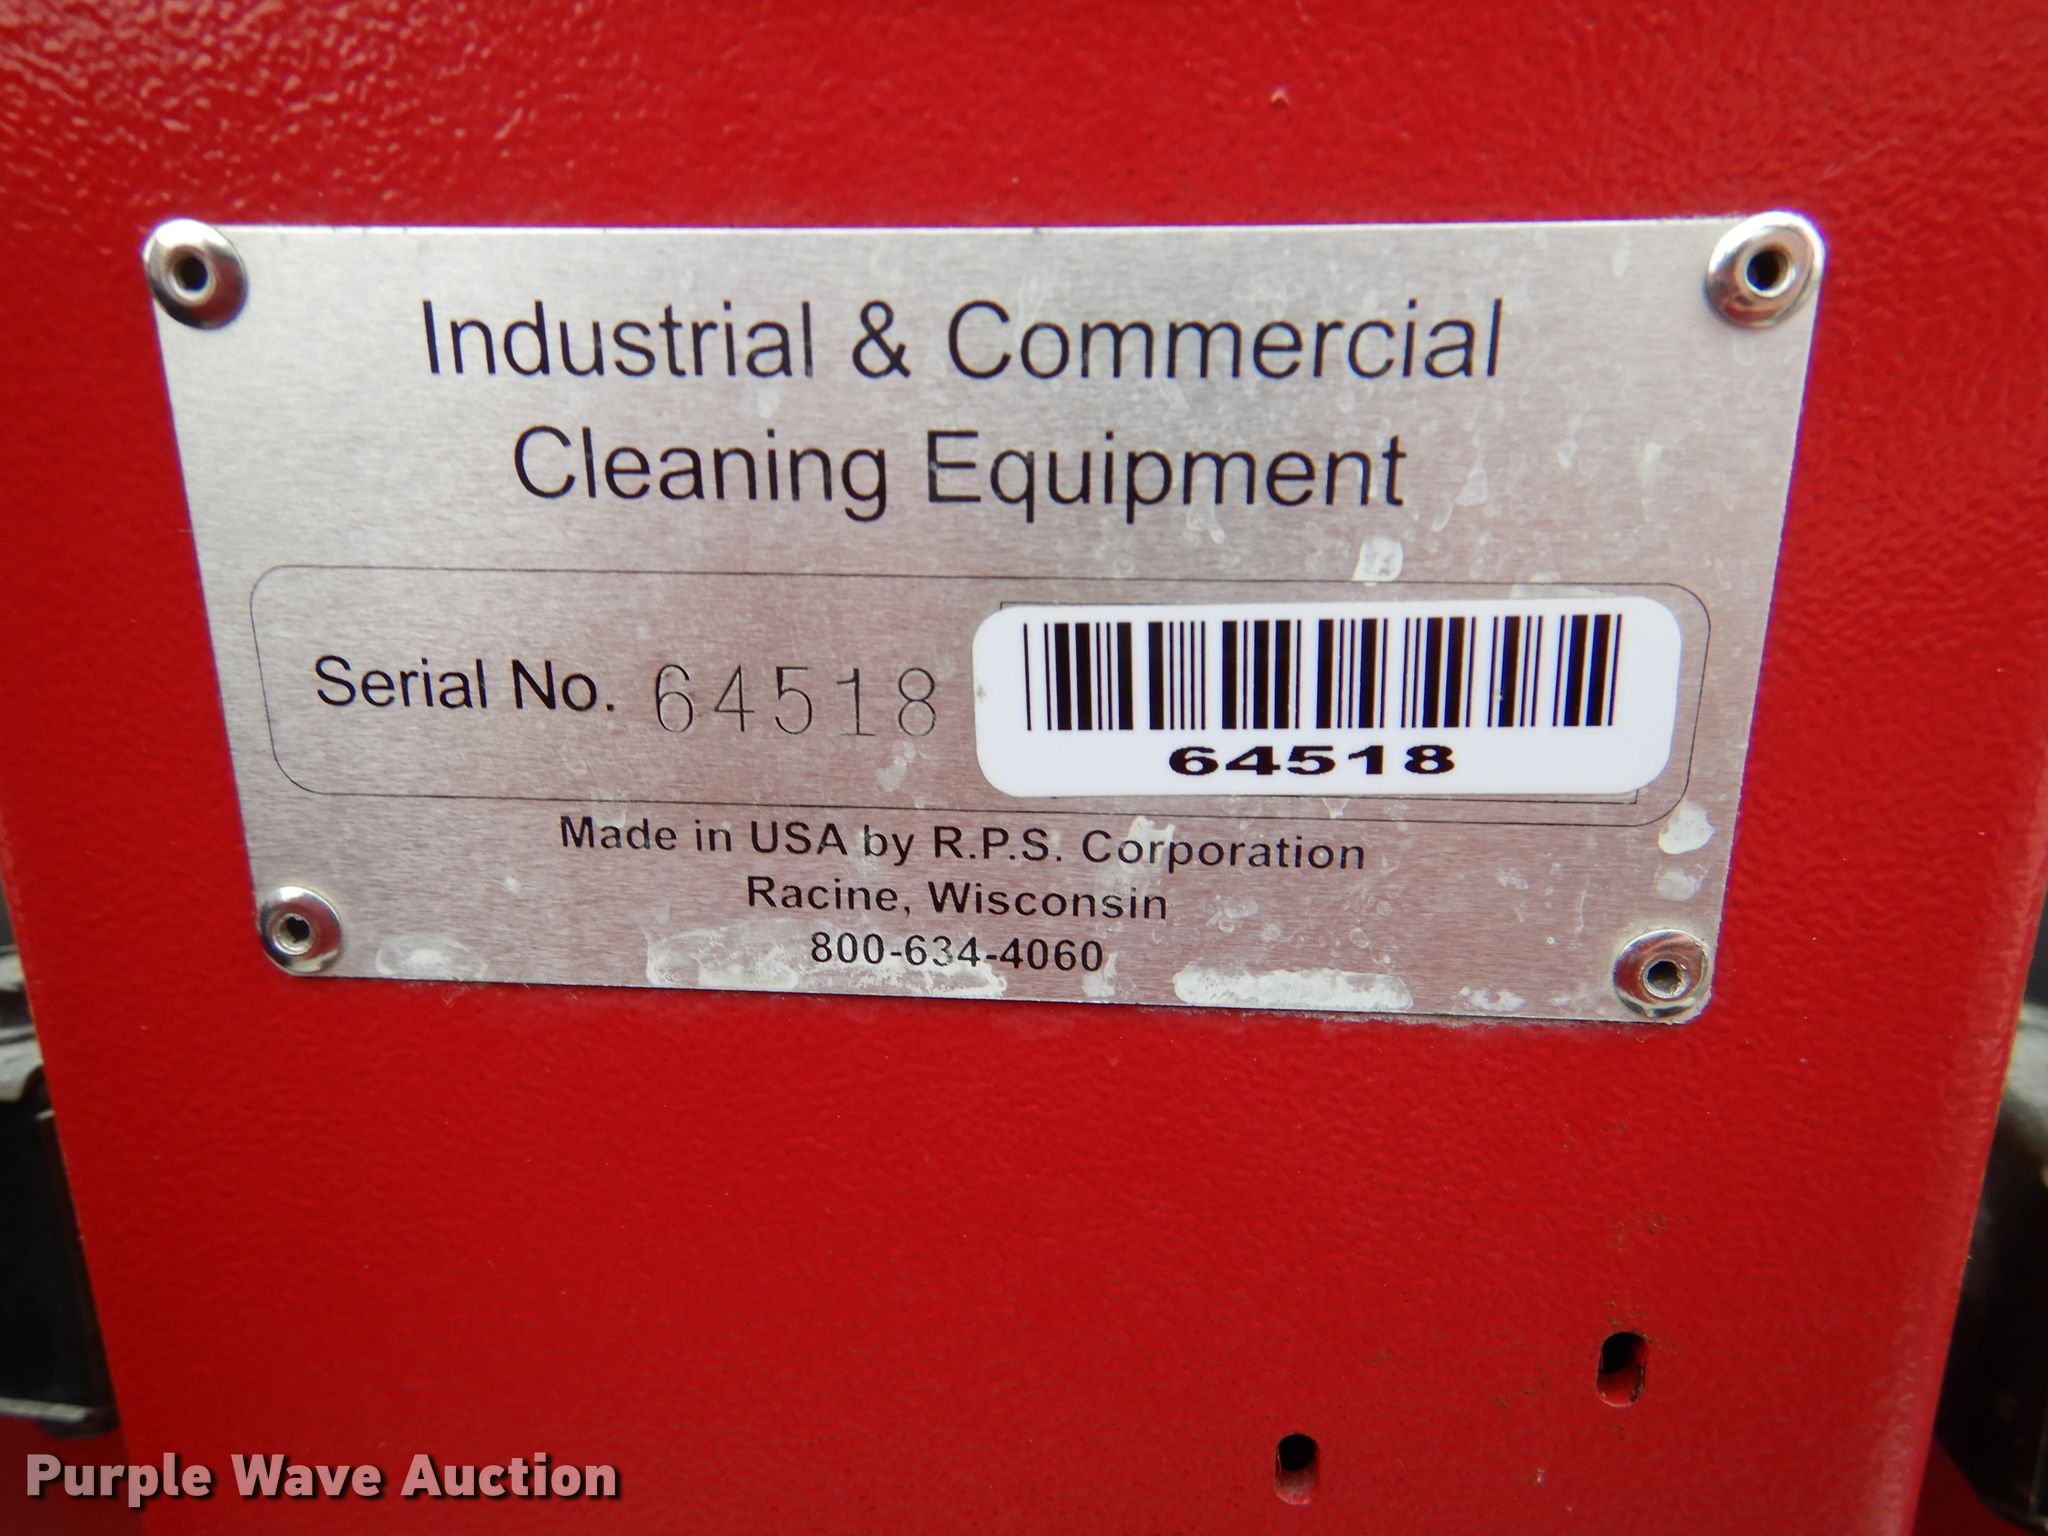 Industrial & Commercial
Cleaning Equipment
Serial No. 64518
64518
Made in USA by R.P.S. Corporation
Racine, Wisconsin
800-634-4060
Purple Wave Auction